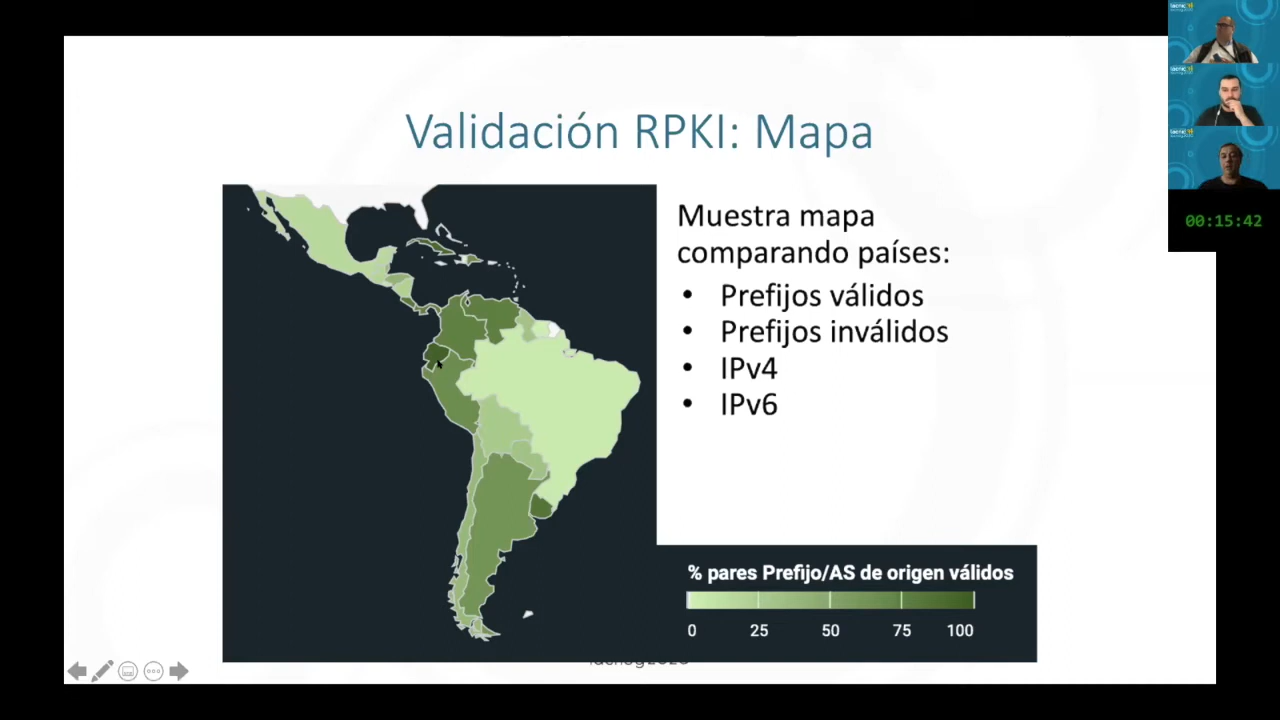 Validación RPKI: Mapa
Muestra mapa
comparando países:
• Prefijos válidos
• Prefijos inválidos
• IPv4
• IPv6
% pares Prefijo/AS de origen válidos
0 25 50 75 100
00:15:42